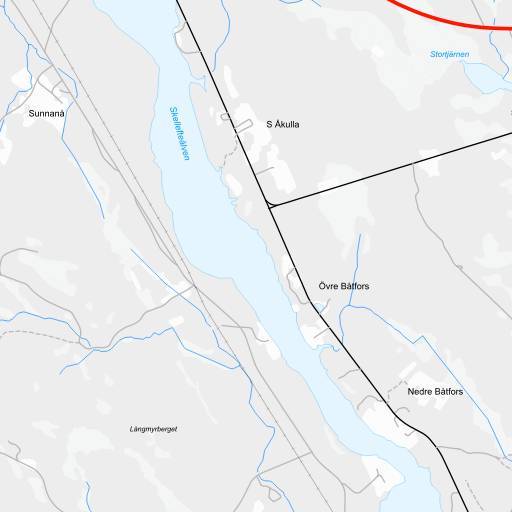 Stortjärnen
Sunnanå
Skellefteälven
S Åkulla
Övre Båtfors
Nedre Båtfors
Långmyrberget